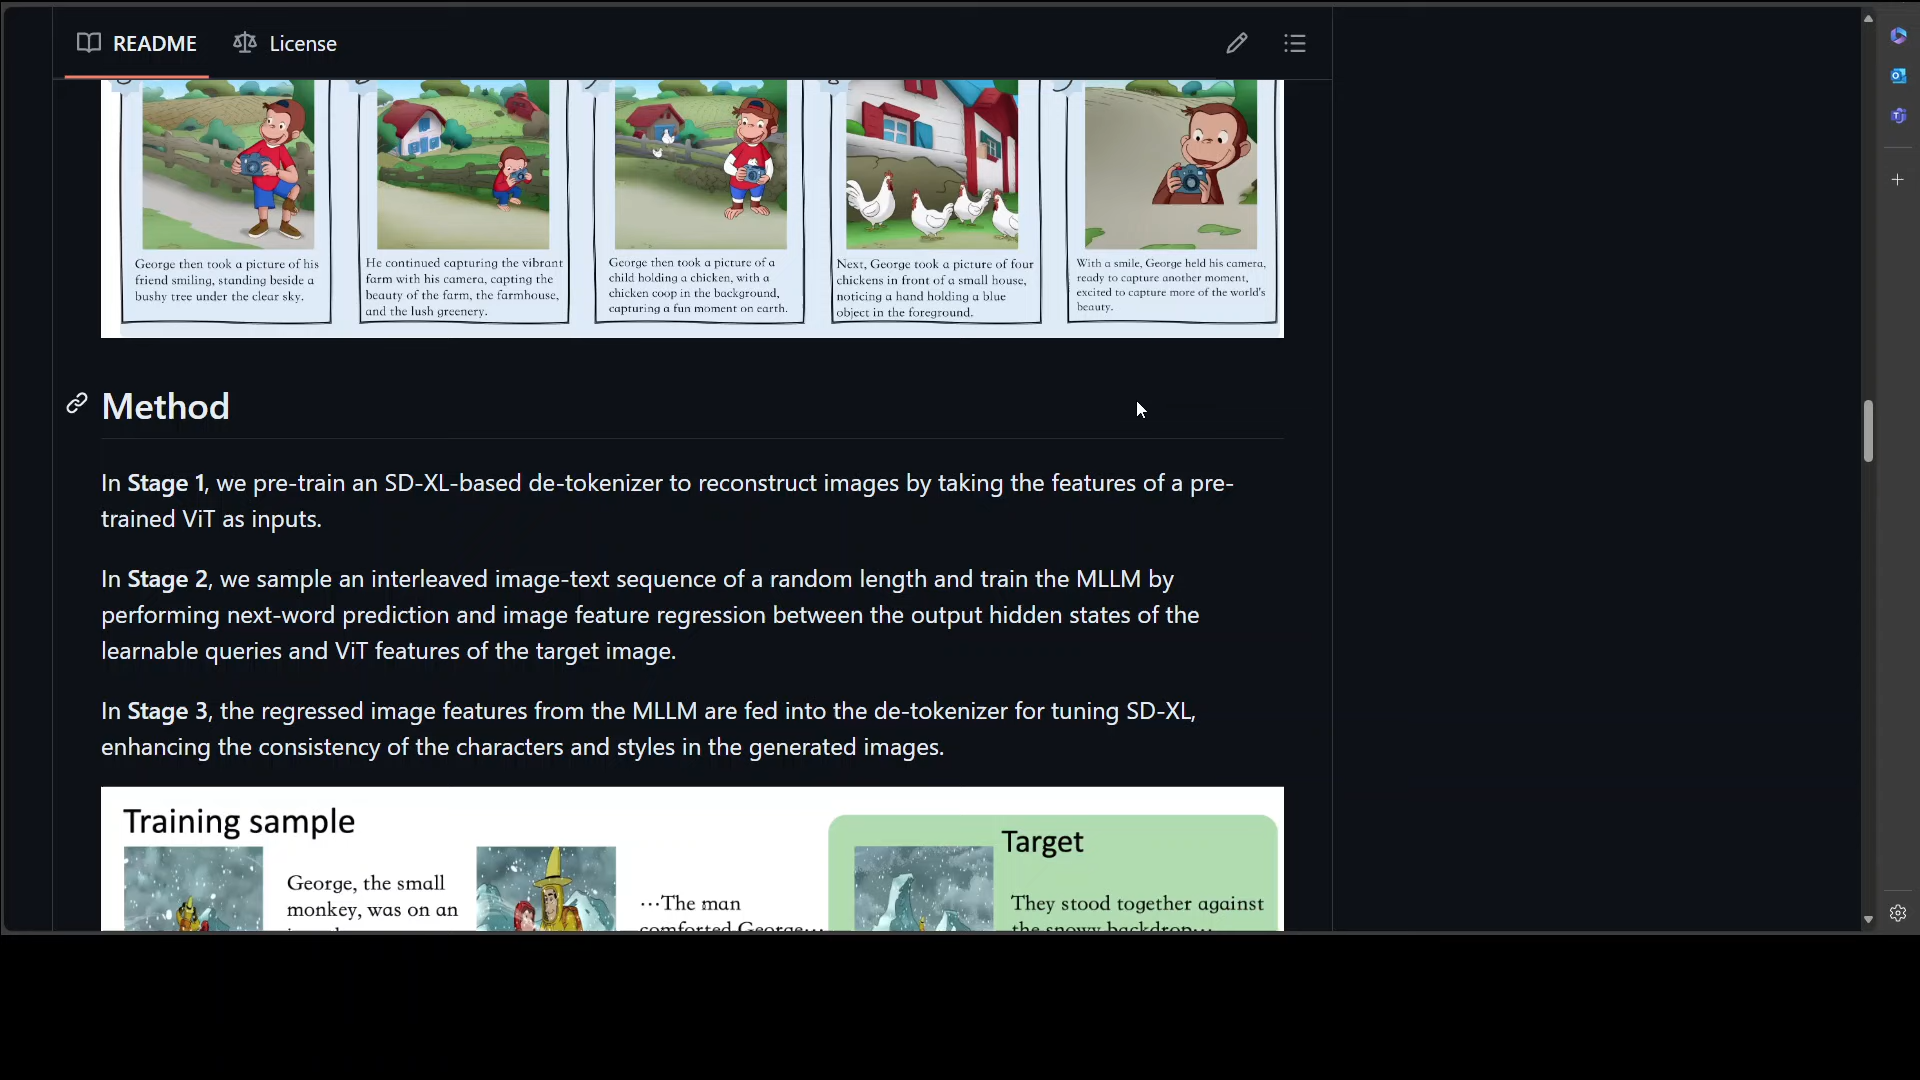 README
License
George then took a picture of his
friend smiling, standing beside a
bushy tree under the clear sky.
He continued capturing the vibrant
farm with his camera, capting the
beauty of the farm, the farmhouse,
and the lush greenery.
George then took a picture of a
child holding a chicken, with a
chicken coop in the background,
capturing a fun moment on earth.
Next, George took a picture of four
chickens in front of a small house,
noticing a hand holding a blue
object in the foreground.
With a smile, George held his camera,
ready to capture another moment,
excited to capture more of the world's
beauty.
Method
In Stage 1, we pre-train an SD-XL-based de-tokenizer to reconstruct images by taking the features of a pre-
trained ViT as inputs.
In Stage 2, we sample an interleaved image-text sequence of a random length and train the MLLM by
performing next-word prediction and image feature regression between the output hidden states of the
learnable queries and ViT features of the target image.
In Stage 3, the regressed image features from the MLLM are fed into the de-tokenizer for tuning SD-XL,
enhancing the consistency of the characters and styles in the generated images.
Training sample
George, the small
monkey, was on an
…The man
comforted George…
Target
They stood together against
the snowy backdrop…